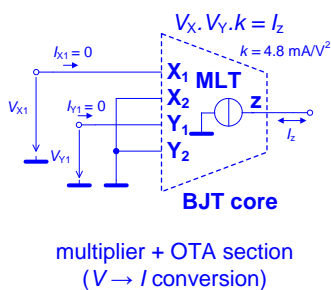 V_X.V_Y.k = I_z
I_X1 = 0
k = 4.8 mA/V²
X₁
MLT
X₂
V_X1
I_Y1 = 0
Y₁
z
V_Y1
Y₂
I_z
BJT core
multiplier + OTA section
(V → I conversion)